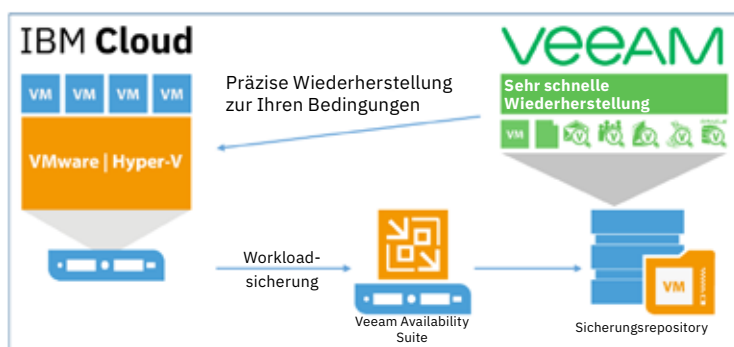 IBM Cloud
VM VM VM VM
VMware | Hyper-V
Präzise Wiederherstellung
zur Ihren Bedingungen
veeAM
Sehr schnelle
Wiederherstellung
VM
Workload-
sicherung
Veeam Availability
Suite
VM
Sicherungsrepository